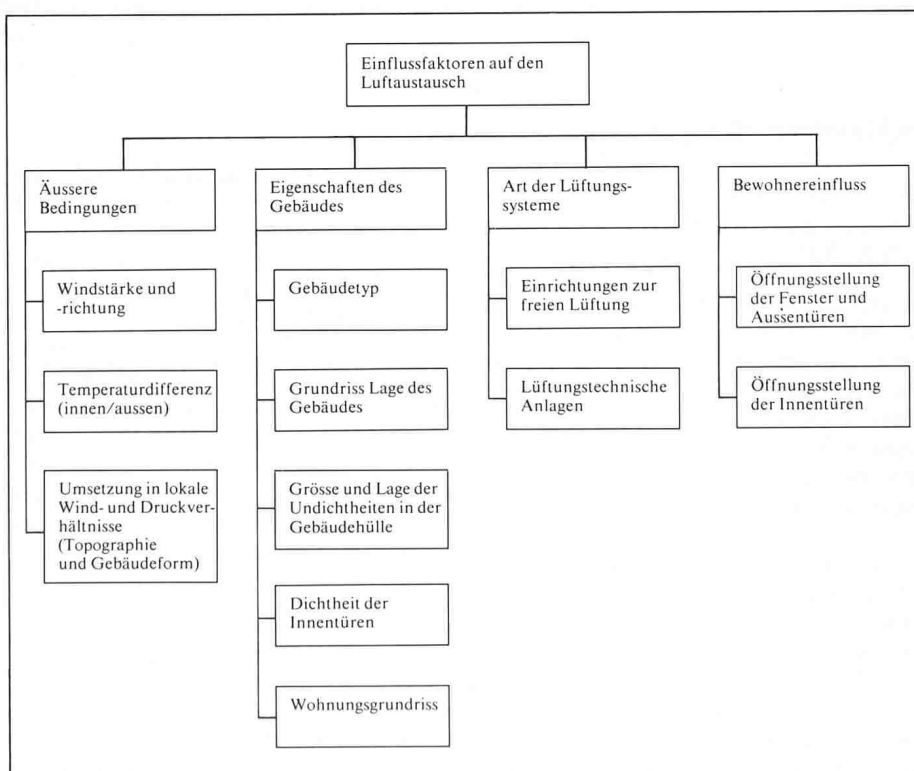 Einflussfaktoren auf den
Luftaustausch
Äussere
Bedingungen
Windstärke und
-richtung
Temperaturdifferenz
(innen/aussen)
Umsetzung in lokale
Wind- und Druckver-
hältnisse
(Topographie
und Gebäudeform)
Eigenschaften des
Gebäudes
Gebäudetyp
Grundriss Lage des
Gebäudes
Grösse und Lage der
Undichtheiten in der
Gebäudehülle
Dichtheit der
Innentüren
Wohnungsgrundriss
Art der Lüftungs-
systeme
Einrichtungen zur
freien Lüftung
Lüftungstechnische
Anlagen
Bewohnereinfluss
Öffnungsstellung
der Fenster und
Aussentüren
Öffnungsstellung
der Innentüren